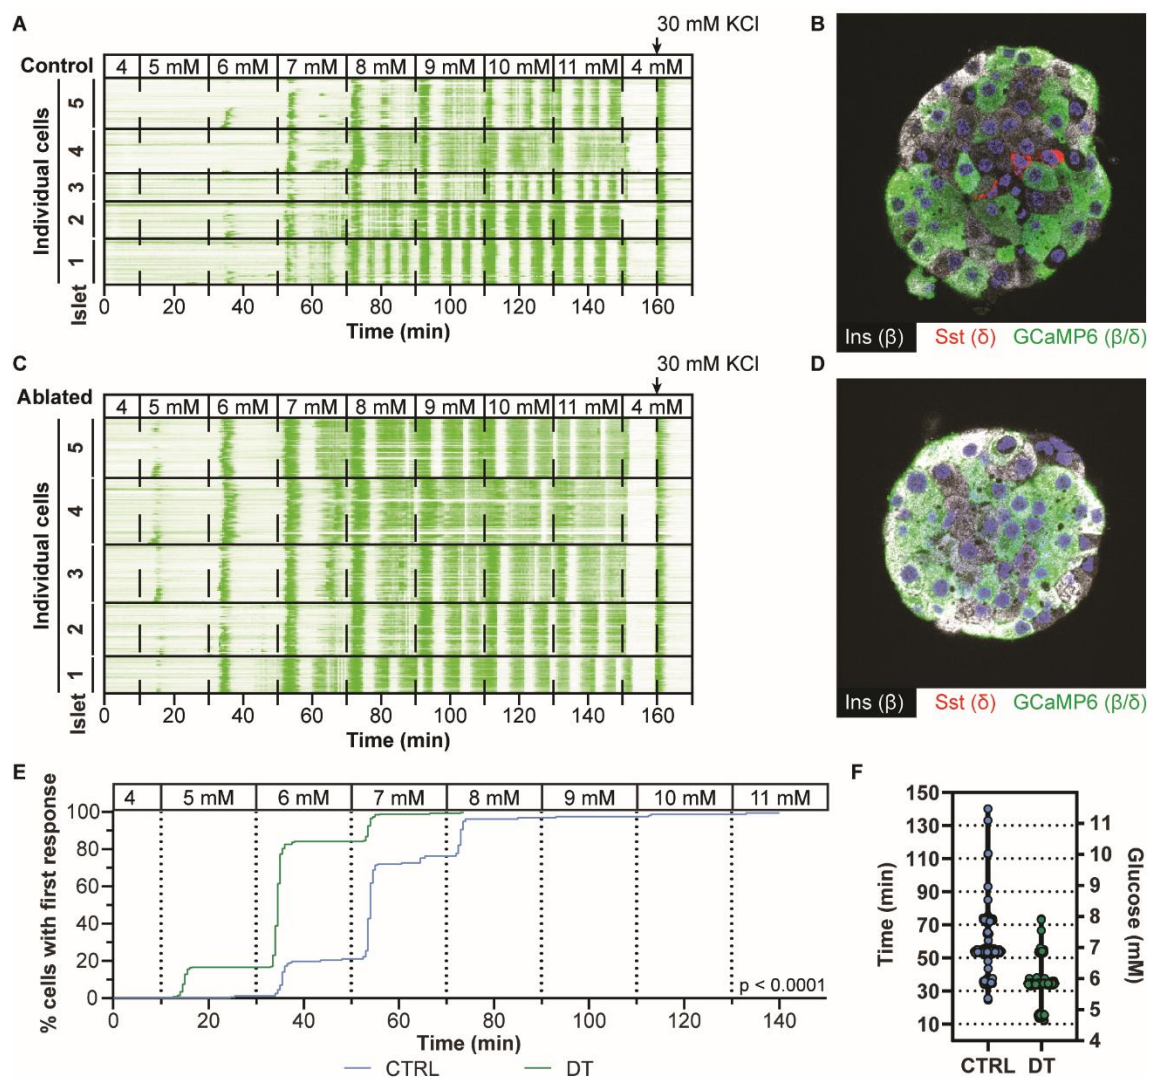 A
30 mM KCl
Control
4 5 mM 6 mM 7 mM 8 mM 9 mM 10 mM 11 mM 4 mM
Individual cells
Islet
5
4
3
2
1
20 40 60 80 100 120 140 160
Time (min)
B
Ins (β) Sst (δ) GCaMP6 (β/δ)
C
30 mM KCl
Ablated
4 5 mM 6 mM 7 mM 8 mM 9 mM 10 mM 11 mM 4 mM
Individual cells
Islet
5
4
3
2
1
20 40 60 80 100 120 140 160
Time (min)
D
Ins (β) Sst (δ) GCaMP6 (β/δ)
E
4 5 mM 6 mM 7 mM 8 mM 9 mM 10 mM 11 mM
% cells with first response
100
80
60
40
20
0
p < 0.0001
0 20 40 60 80 100 120 140
Time (min)
CTRL DT
F
Time (min)
150
130
110
90
70
50
30
10
11
10
9
8
7
6
5
4
Glucose (mM)
CTRL DT